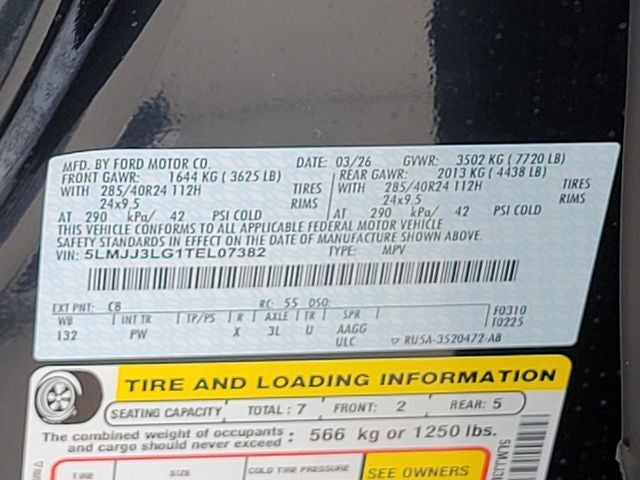 MFD. BY FORD MOTOR CO. DATE: 03/26 GVWR: 3502 KG ( 7720 LB)
FRONT GAWR: 1644 KG ( 3625 LB) REAR GAWR: 2013 KG ( 4438 LB)
WITH 285/40R24 112H TIRES WITH 285/40R24 112H TIRES
24x9.5 RIMS 24x9.5 RIMS
AT 290 kPa/ 42 PSI COLD AT 290 kPa/ 42 PSI COLD
THIS VEHICLE CONFORMS TO ALL APPLICABLE FEDERAL MOTOR VEHICLE
SAFETY STANDARDS IN EFFECT ON THE DATE OF MANUFACTURE SHOWN ABOVE.
VIN: 5LMJJ3LG1TEL07382 TYPE: MPV
EXT PNT: C8 RC: 55 DSO:
WB INT TR TP/PS R AXLE TR SPR F0310
132 PW X 3L U AAGG T0225
ULC RU5A-3520472-AB
TIRE AND LOADING INFORMATION
SEATING CAPACITY TOTAL : 7 FRONT: 2 REAR: 5
The combined weight of occupants and cargo should never exceed : 566 kg or 1250 lbs.
TIRE SIZE COLD TIRE PRESSURE SEE OWNERS